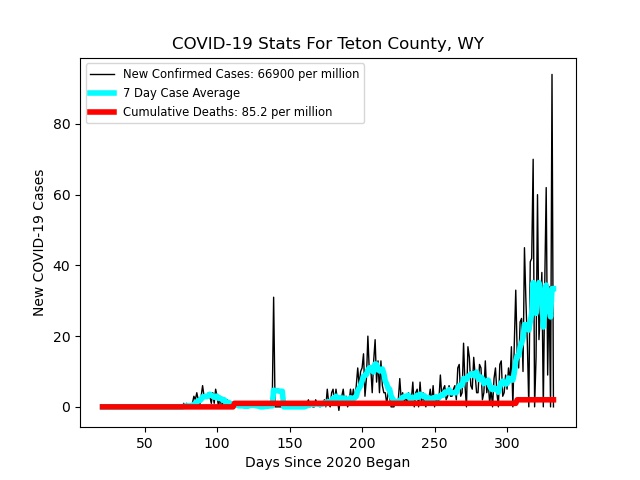 COVID-19 Stats For Teton County, WY
New Confirmed Cases: 66900 per million
7 Day Case Average
Cumulative Deaths: 85.2 per million
New COVID-19 Cases
80
60
40
20
0
50 100 150 200 250 300
Days Since 2020 Began